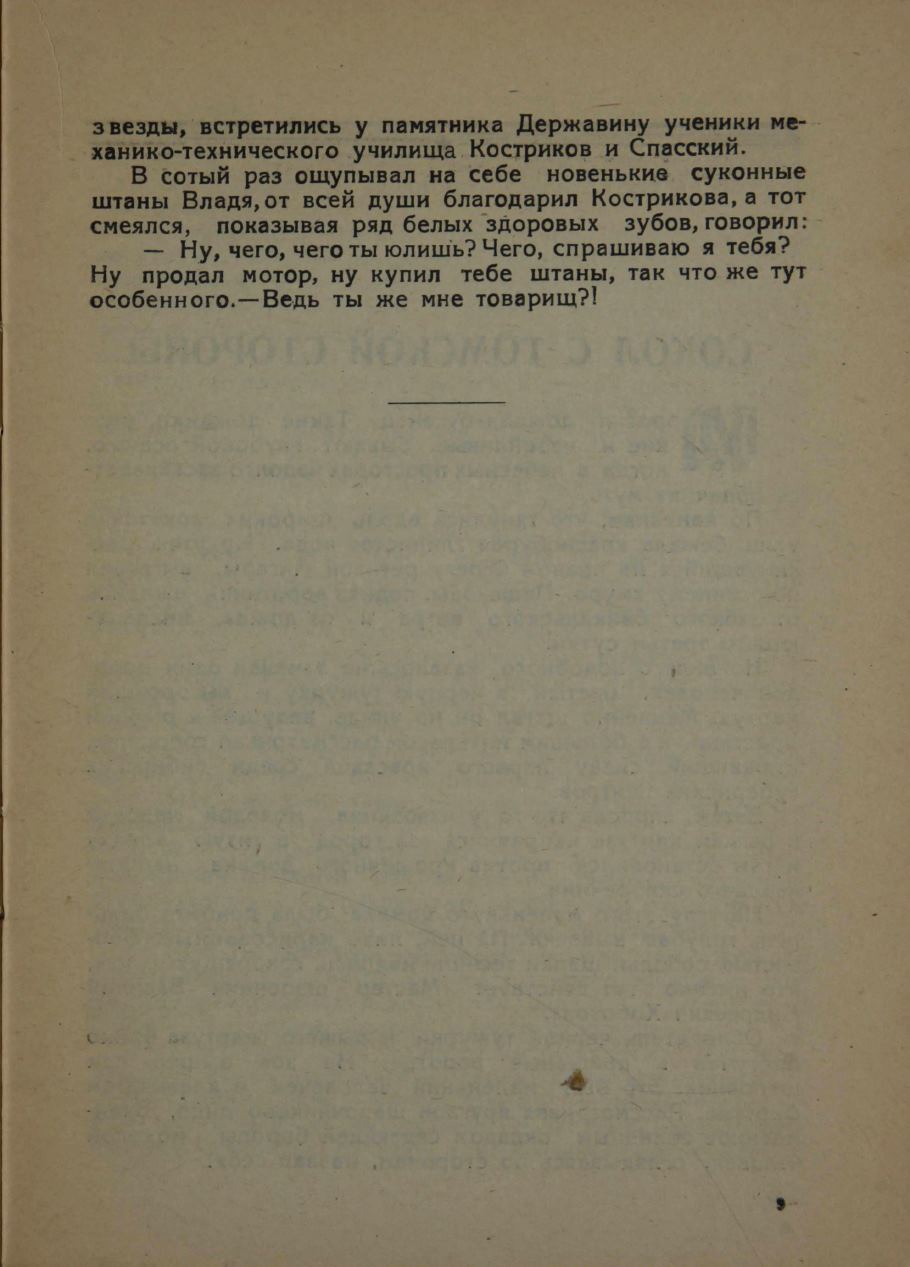 звезды, встретились у памятника Державину ученики ме-
ханико-технического училища Костриков и Спасский.
В сотый раз ощупывал на себе новенькие суконные
штаны Владя, от всей души благодарил Кострикова, а тот
смеялся, показывая ряд белых здоровых зубов, говорил:
— Ну, чего, чего ты юлишь? Чего, спрашиваю я тебя?
Ну продал мотор, ну купил тебе штаны, так что же тут
особенного.—Ведь ты же мне товарищ?!
9